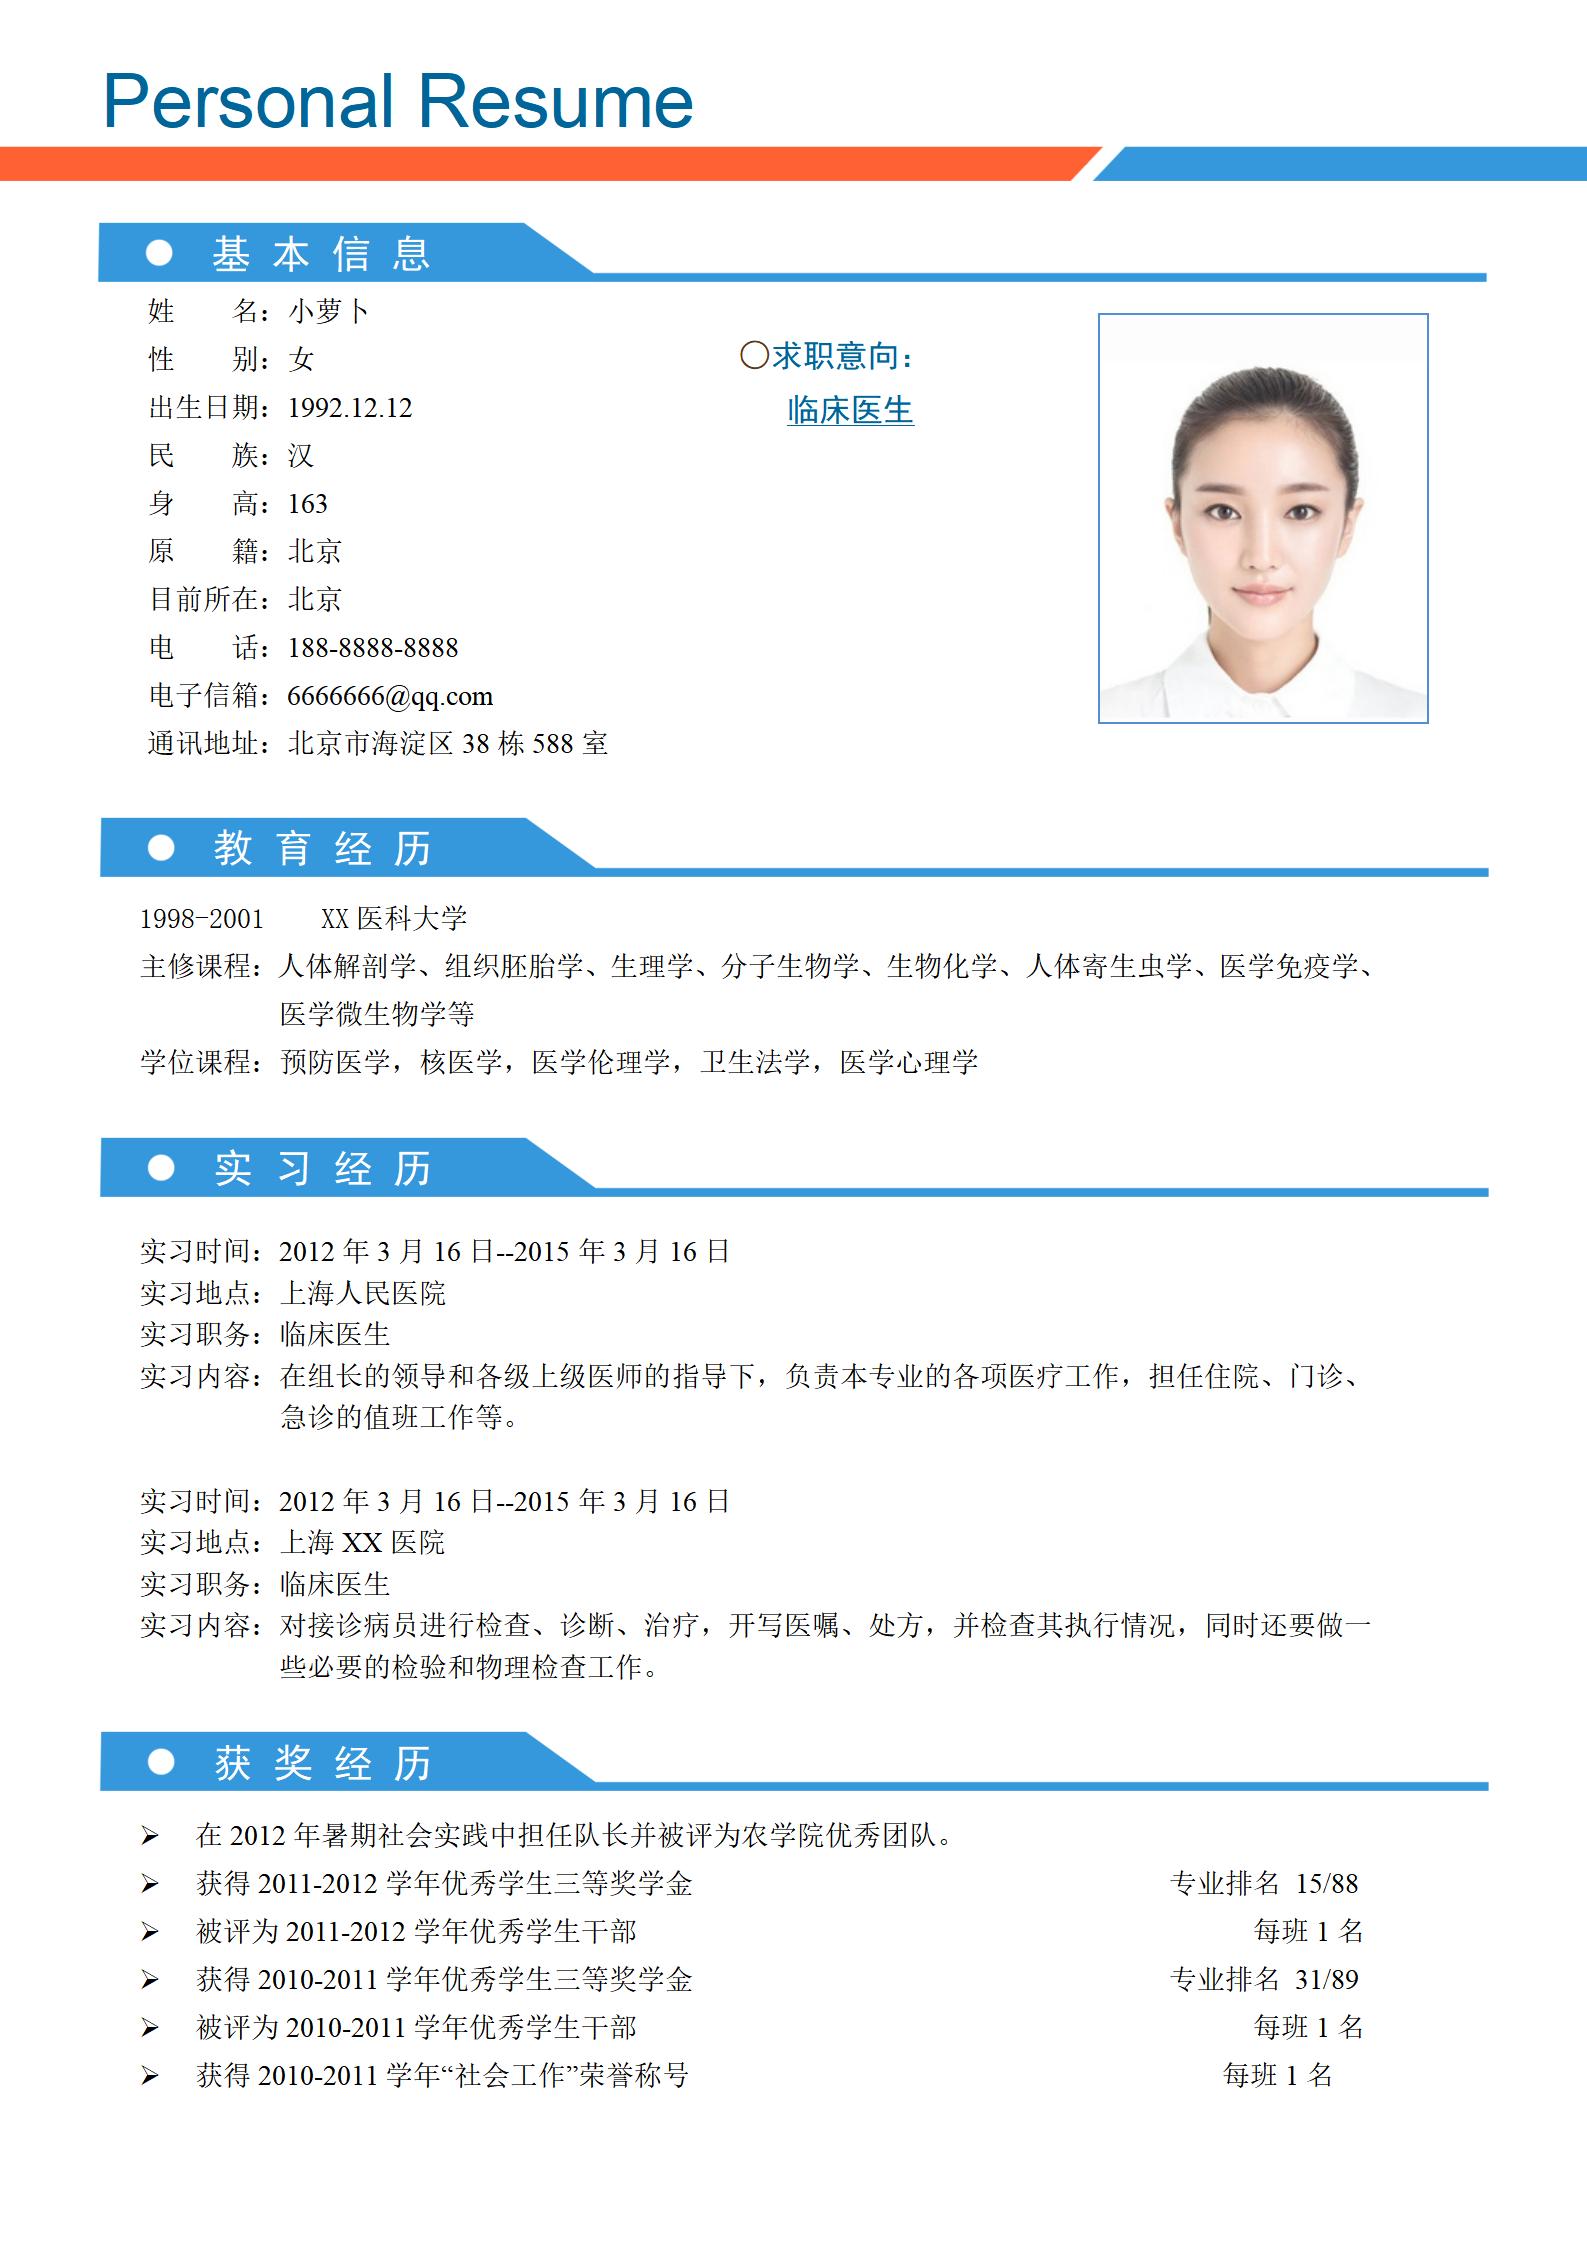 Personal Resume
基本信息
姓 名：小萝卜
性 别：女
出生日期：1992.12.12
民 族：汉
身 高：163
原 籍：北京
目前所在：北京
电 话：188-8888-8888
电子信箱：6666666@qq.com
通讯地址：北京市海淀区 38 栋 588 室
〇求职意向：
临床医生
教育经历
1998-2001 XX 医科大学
主修课程：人体解剖学、组织胚胎学、生理学、分子生物学、生物化学、人体寄生虫学、医学免疫学、
医学微生物学等
学位课程：预防医学，核医学，医学伦理学，卫生法学，医学心理学
实习经历
实习时间：2012 年 3 月 16 日--2015 年 3 月 16 日
实习地点：上海人民医院
实习职务：临床医生
实习内容：在组长的领导和各级上级医师的指导下，负责本专业的各项医疗工作，担任住院、门诊、
急诊的值班工作等。
实习时间：2012 年 3 月 16 日--2015 年 3 月 16 日
实习地点：上海 XX 医院
实习职务：临床医生
实习内容：对接诊病员进行检查、诊断、治疗，开写医嘱、处方，并检查其执行情况，同时还要做一
些必要的检验和物理检查工作。
获奖经历
➢ 在 2012 年暑期社会实践中担任队长并被评为农学院优秀团队。
➢ 获得 2011-2012 学年优秀学生三等奖学金 专业排名 15/88
➢ 被评为 2011-2012 学年优秀学生干部 每班 1 名
➢ 获得 2010-2011 学年优秀学生三等奖学金 专业排名 31/89
➢ 被评为 2010-2011 学年优秀学生干部 每班 1 名
➢ 获得 2010-2011 学年“社会工作”荣誉称号 每班 1 名